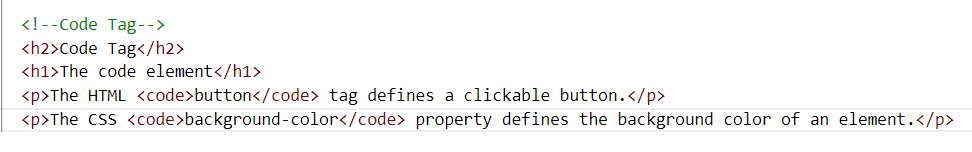 <!--Code Tag-->
<h2>Code Tag</h2>
<h1>The code element</h1>
<p>The HTML <code>button</code> tag defines a clickable button.</p>
<p>The CSS <code>background-color</code> property defines the background color of an element.</p>